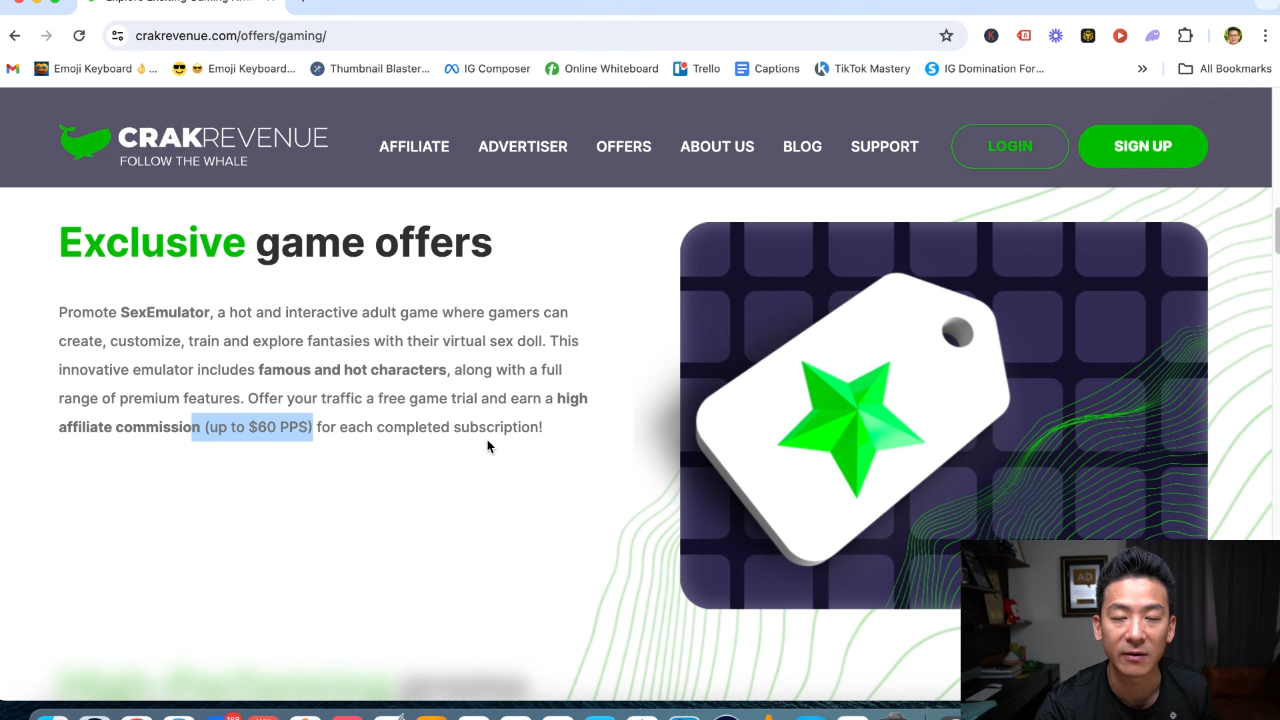 crakrevenue.com/offers/gaming/
Emoji Keyboard 👌 ...
Emoji Keyboard...
Thumbnail Blaster...
IG Composer
Online Whiteboard
Trello
Captions
TikTok Mastery
IG Domination For...
All Bookmarks
CRAKREVENUE
FOLLOW THE WHALE
AFFILIATE
ADVERTISER
OFFERS
ABOUT US
BLOG
SUPPORT
LOGIN
SIGN UP
Exclusive game offers
Promote SexEmulator, a hot and interactive adult game where gamers can
create, customize, train and explore fantasies with their virtual sex doll. This
innovative emulator includes famous and hot characters, along with a full
range of premium features. Offer your traffic a free game trial and earn a high
affiliate commission (up to $60 PPS) for each completed subscription!
AD